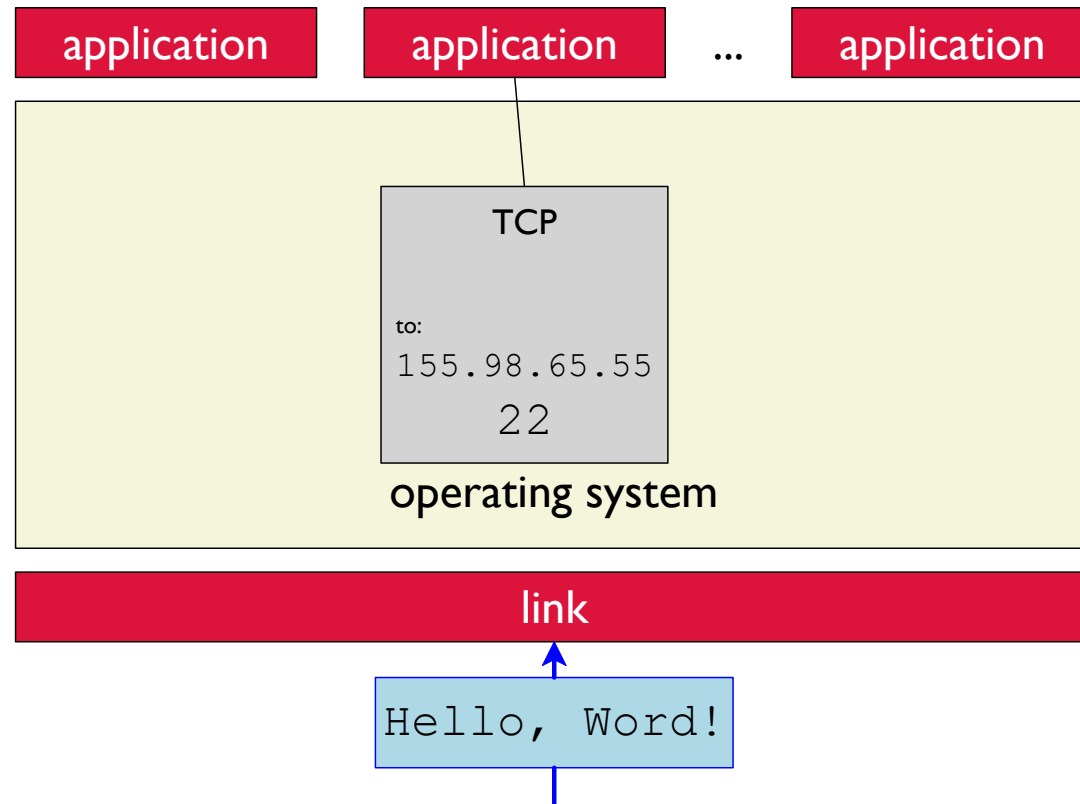 application application ... application
TCP
to:
155.98.65.55
22
operating system
link
Hello, Word!